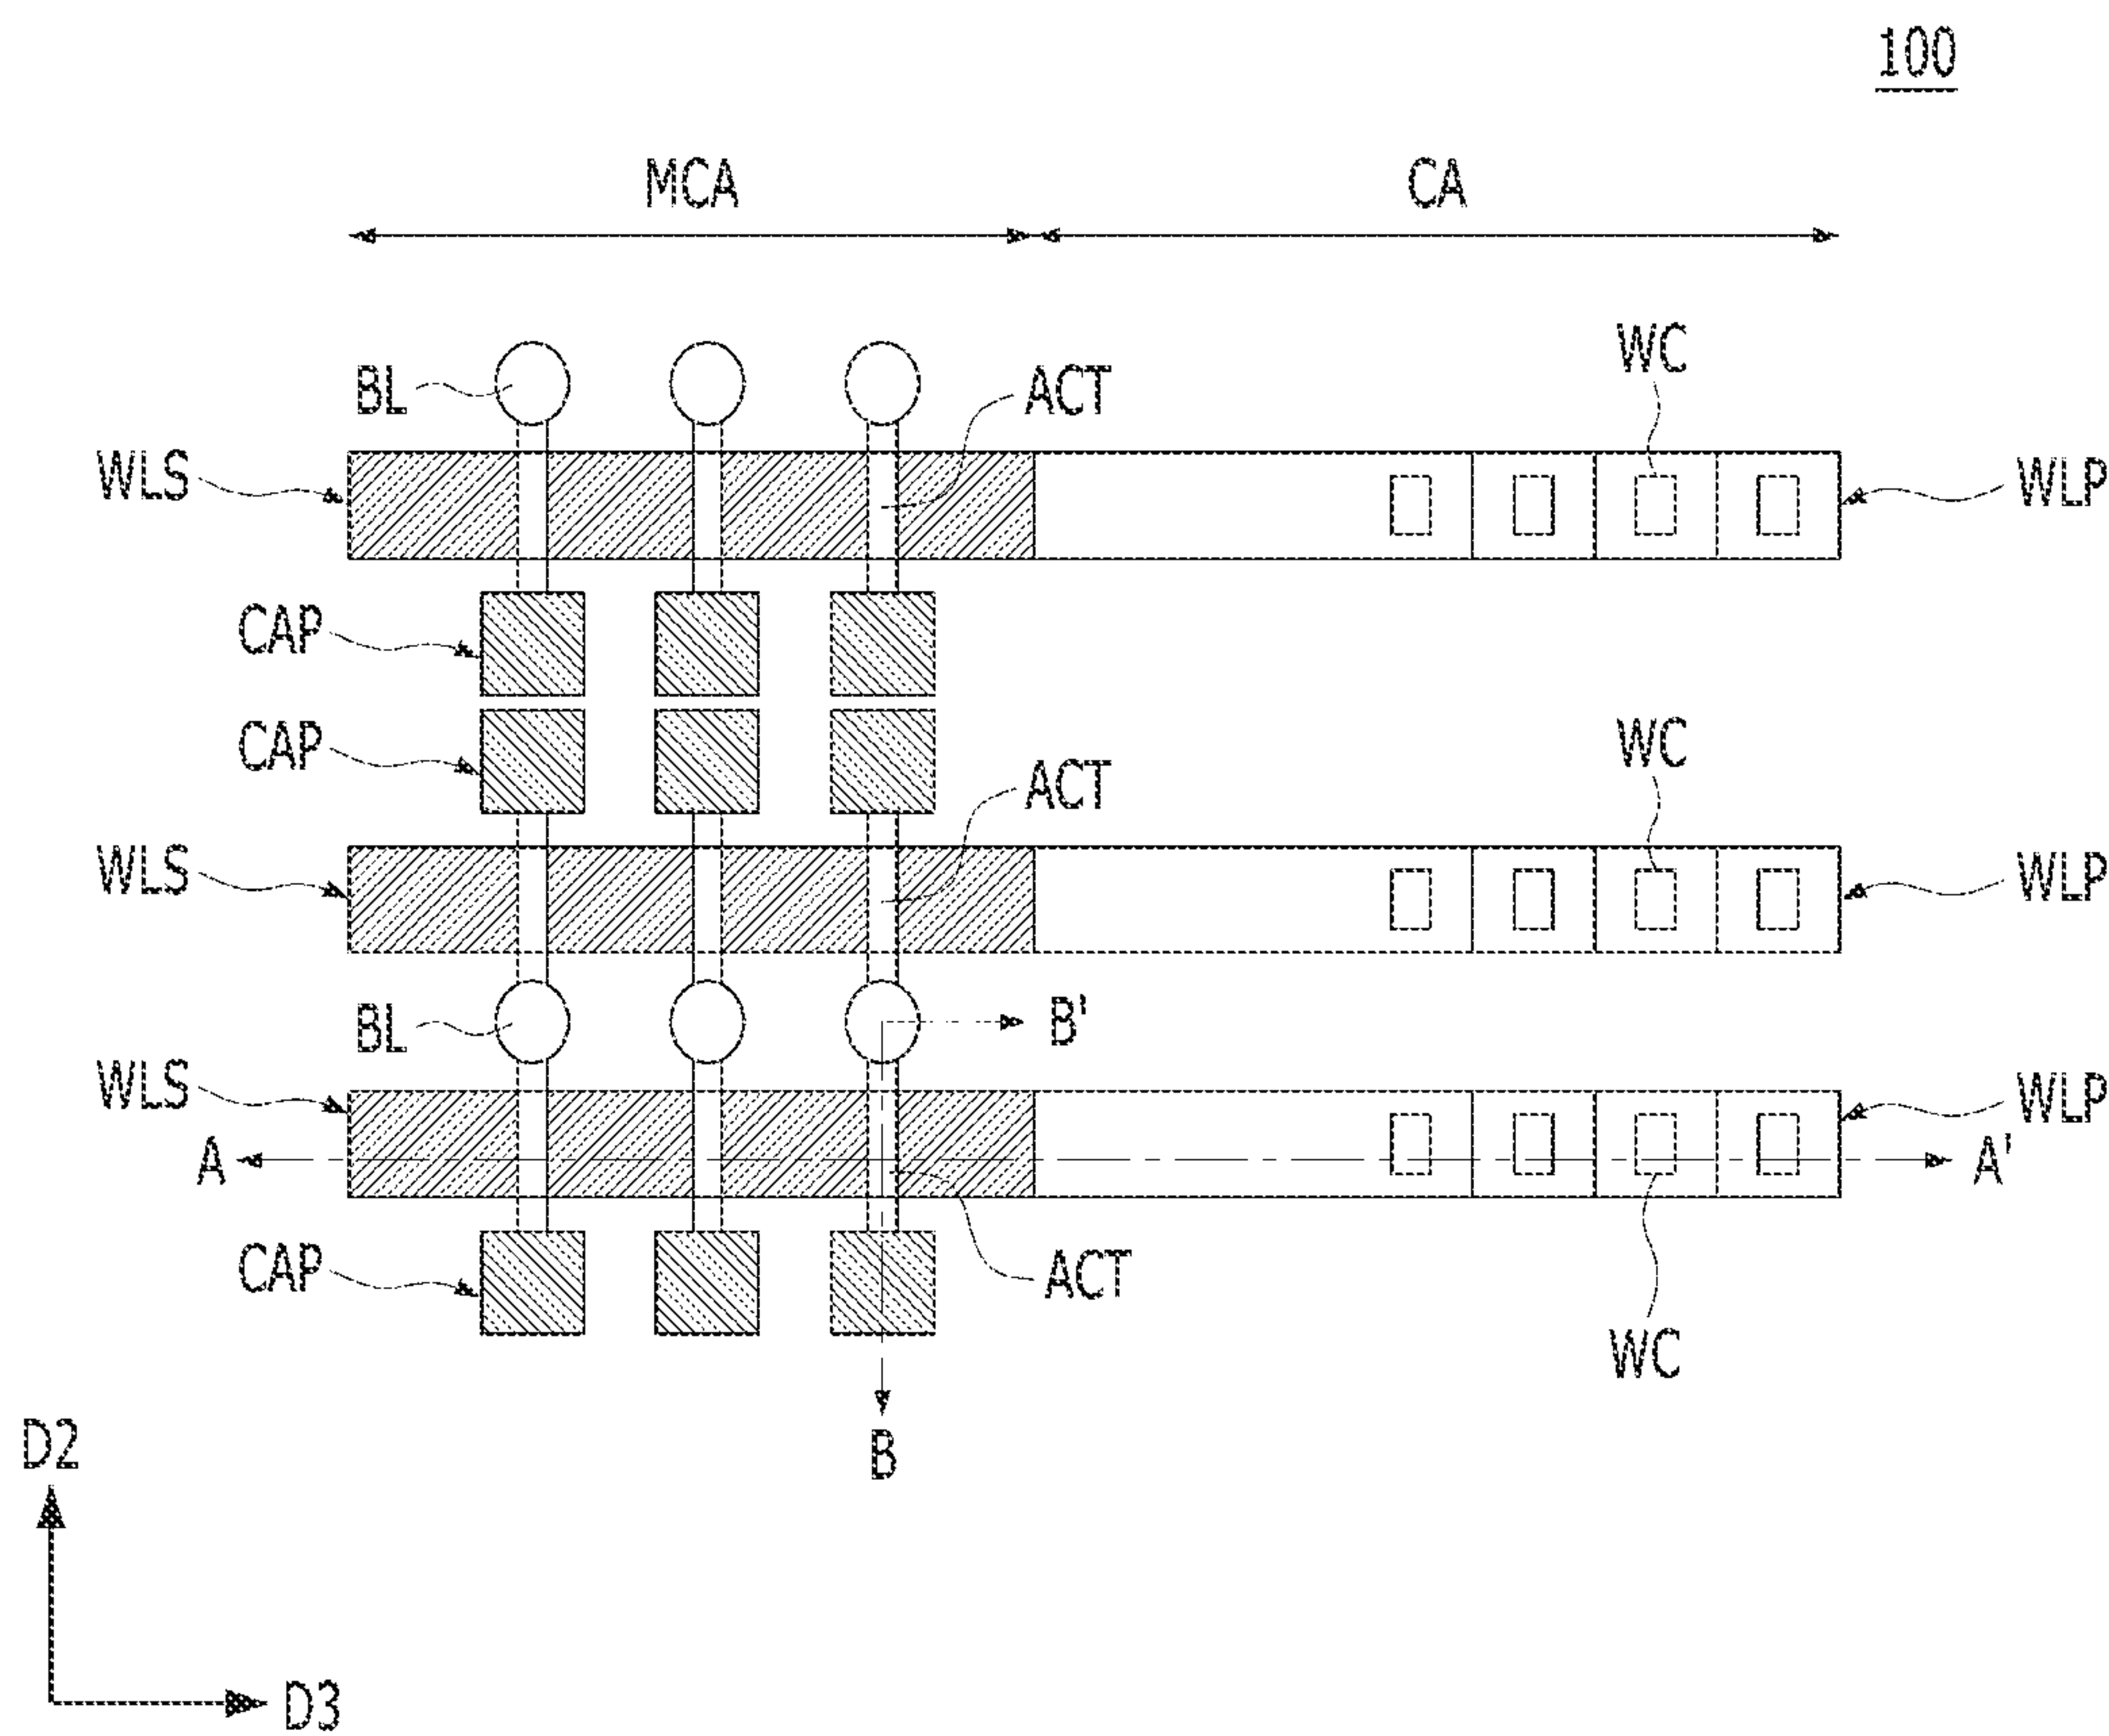 100
MCA CA
WC
BL ACT
WLS WLP
CAP
CAP WC
ACT
WLS WLP
BL B'
WLS WLP
A A'
CAP ACT
WC
D2 B
D3